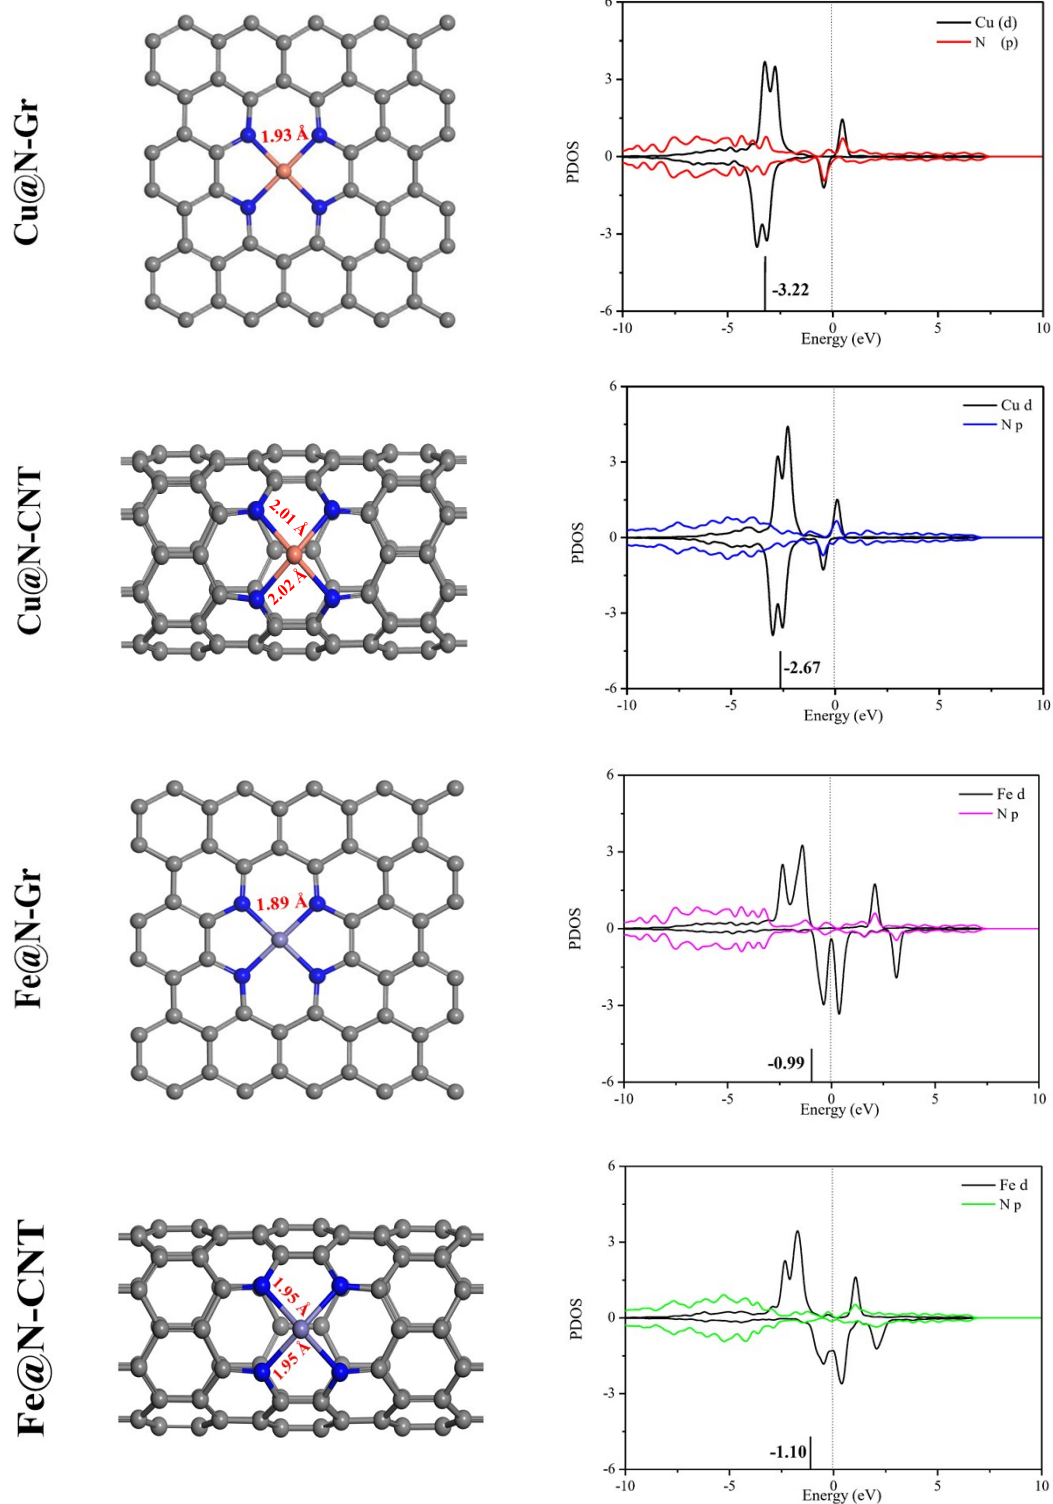 Cu@N-Gr
1.93 Å
Cu (d)
N (p)
6
3
0
-3
-6
PDOS
-3.22
-10
-5
0
5
10
Energy (eV)
Cu@N-CNT
2.01 Å
2.02 Å
Cu d
N p
6
3
0
-3
-6
PDOS
-2.67
-10
-5
0
5
10
Energy (eV)
Fe@N-Gr
1.89 Å
Fe d
N p
6
3
0
-3
-6
PDOS
-0.99
-10
-5
0
5
10
Energy (eV)
Fe@N-CNT
1.95 Å
1.95 Å
Fe d
N p
6
3
0
-3
-6
PDOS
-1.10
-10
-5
0
5
10
Energy (eV)